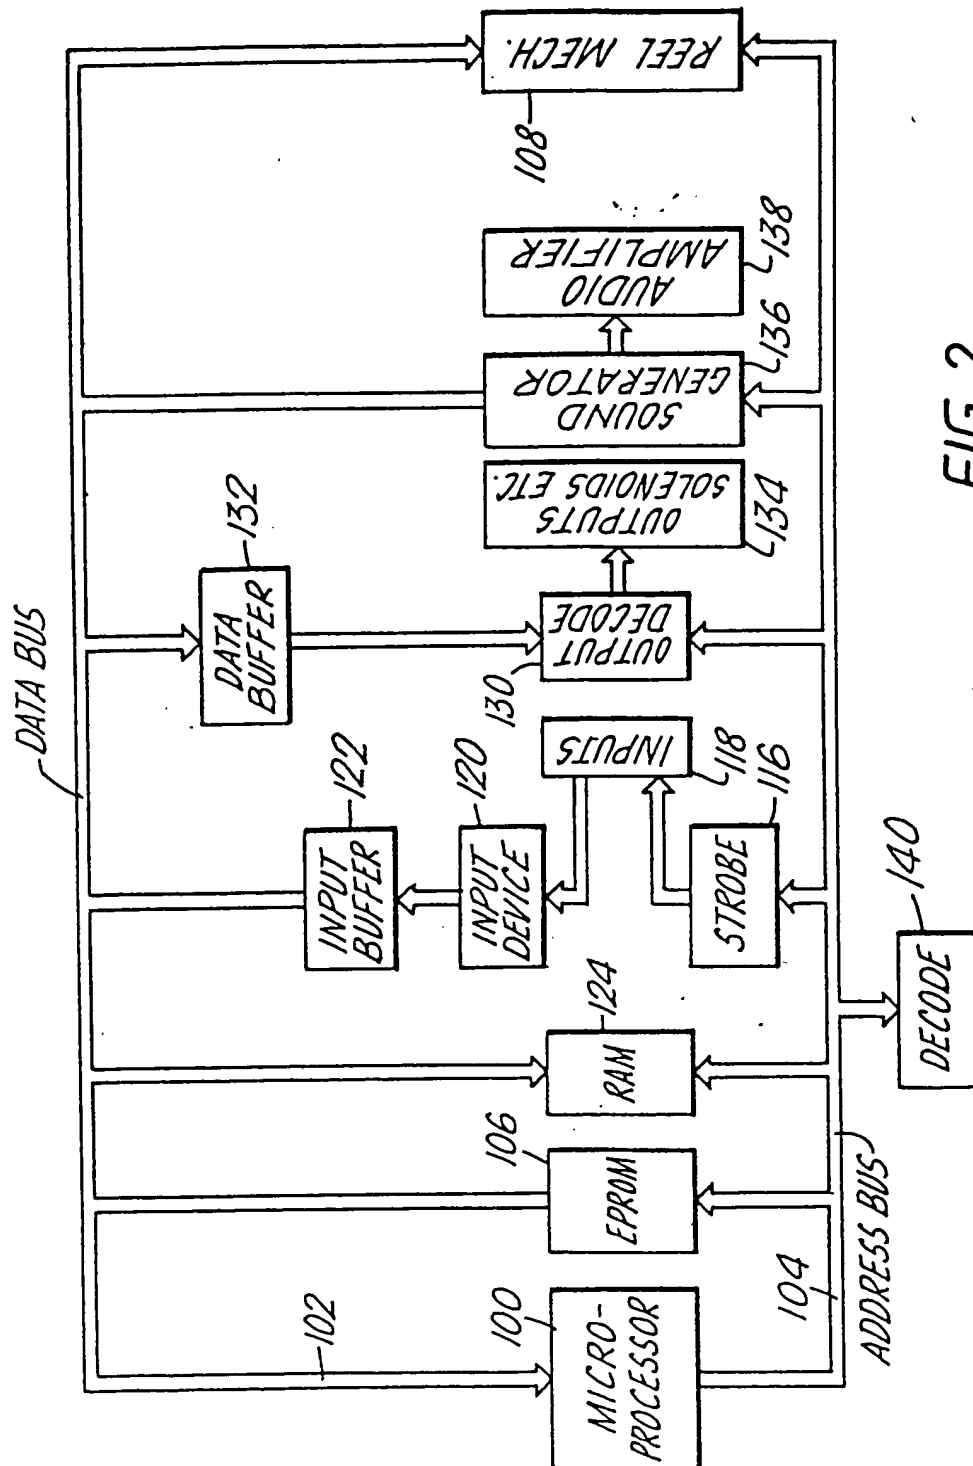 DATA BUS
102
100
MICRO-
PROCESSOR
106
EPROM
124
RAM
122
INPUT
BUFFER
120
INPUT
DEVICE
INPUTS
118
116
STROBE
132
DATA
BUFFER
130
OUTPUT
DECODE
OUTPUTS
SOLENOIDS ETC.
134
SOUND
GENERATOR
136
AUDIO
AMPLIFIER
138
108
REEL MECH.
104
ADDRESS BUS
140
DECODE
FIG. 2